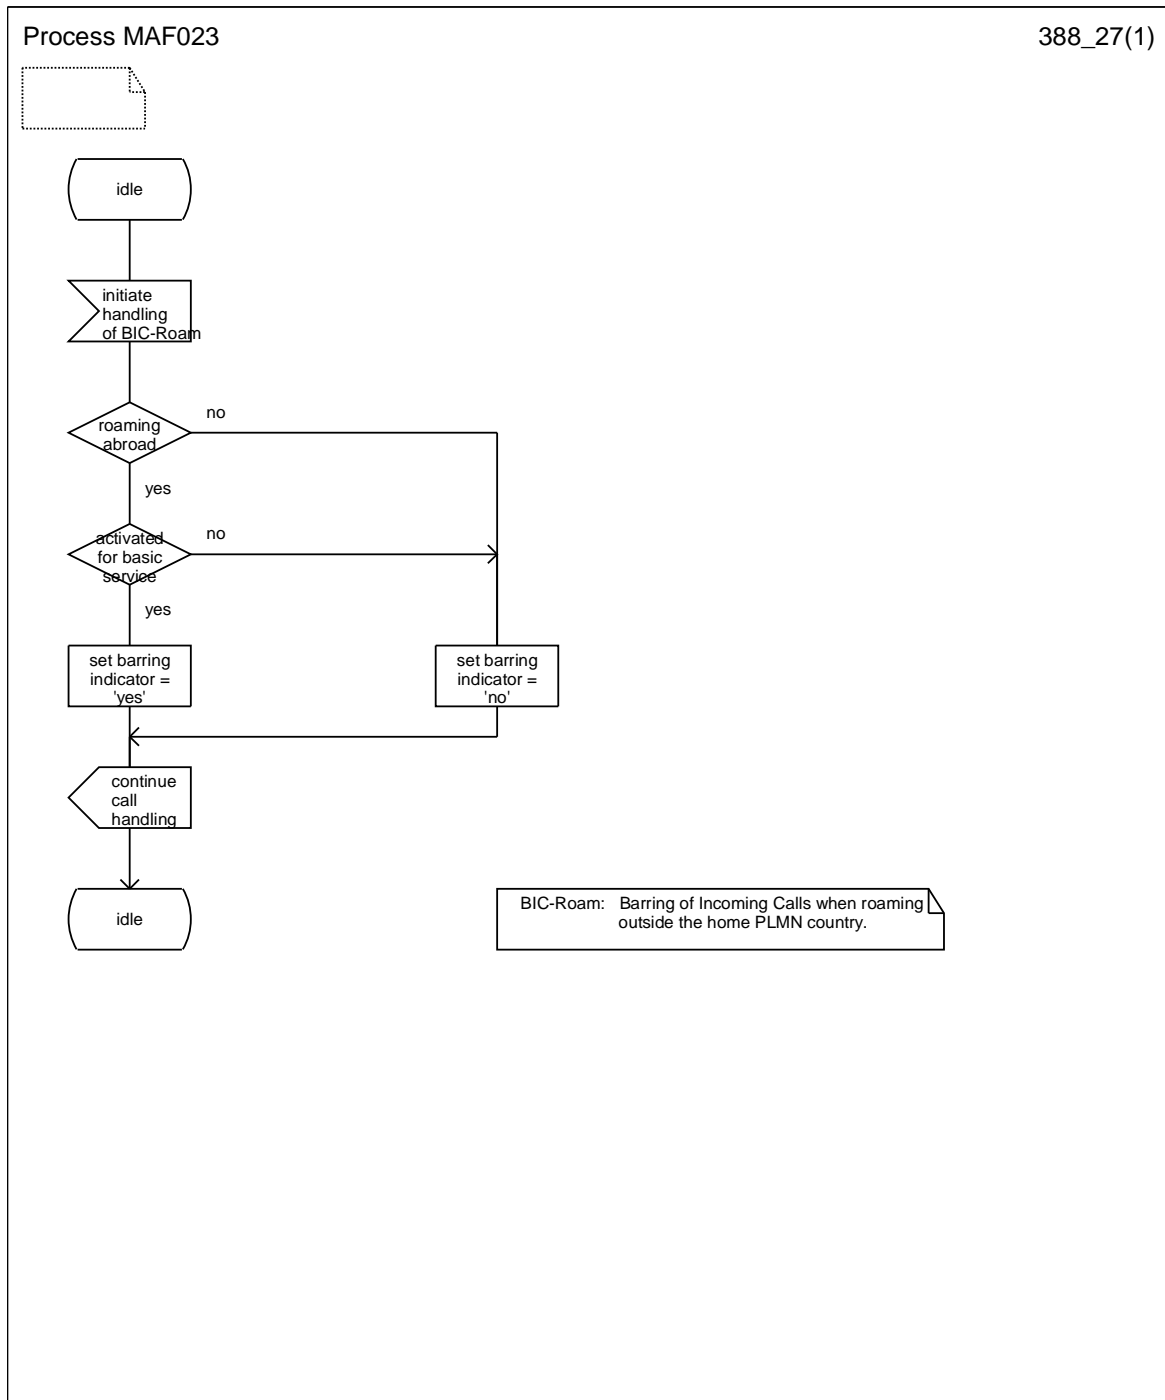 Process MAF023
388_27(1)
idle
initiate
handling
of BIC-Roam
roaming
abroad
no
yes
activated
for basic
service
no
yes
set barring
indicator =
'yes'
set barring
indicator =
'no'
continue
call
handling
idle
BIC-Roam: Barring of Incoming Calls when roaming
outside the home PLMN country.